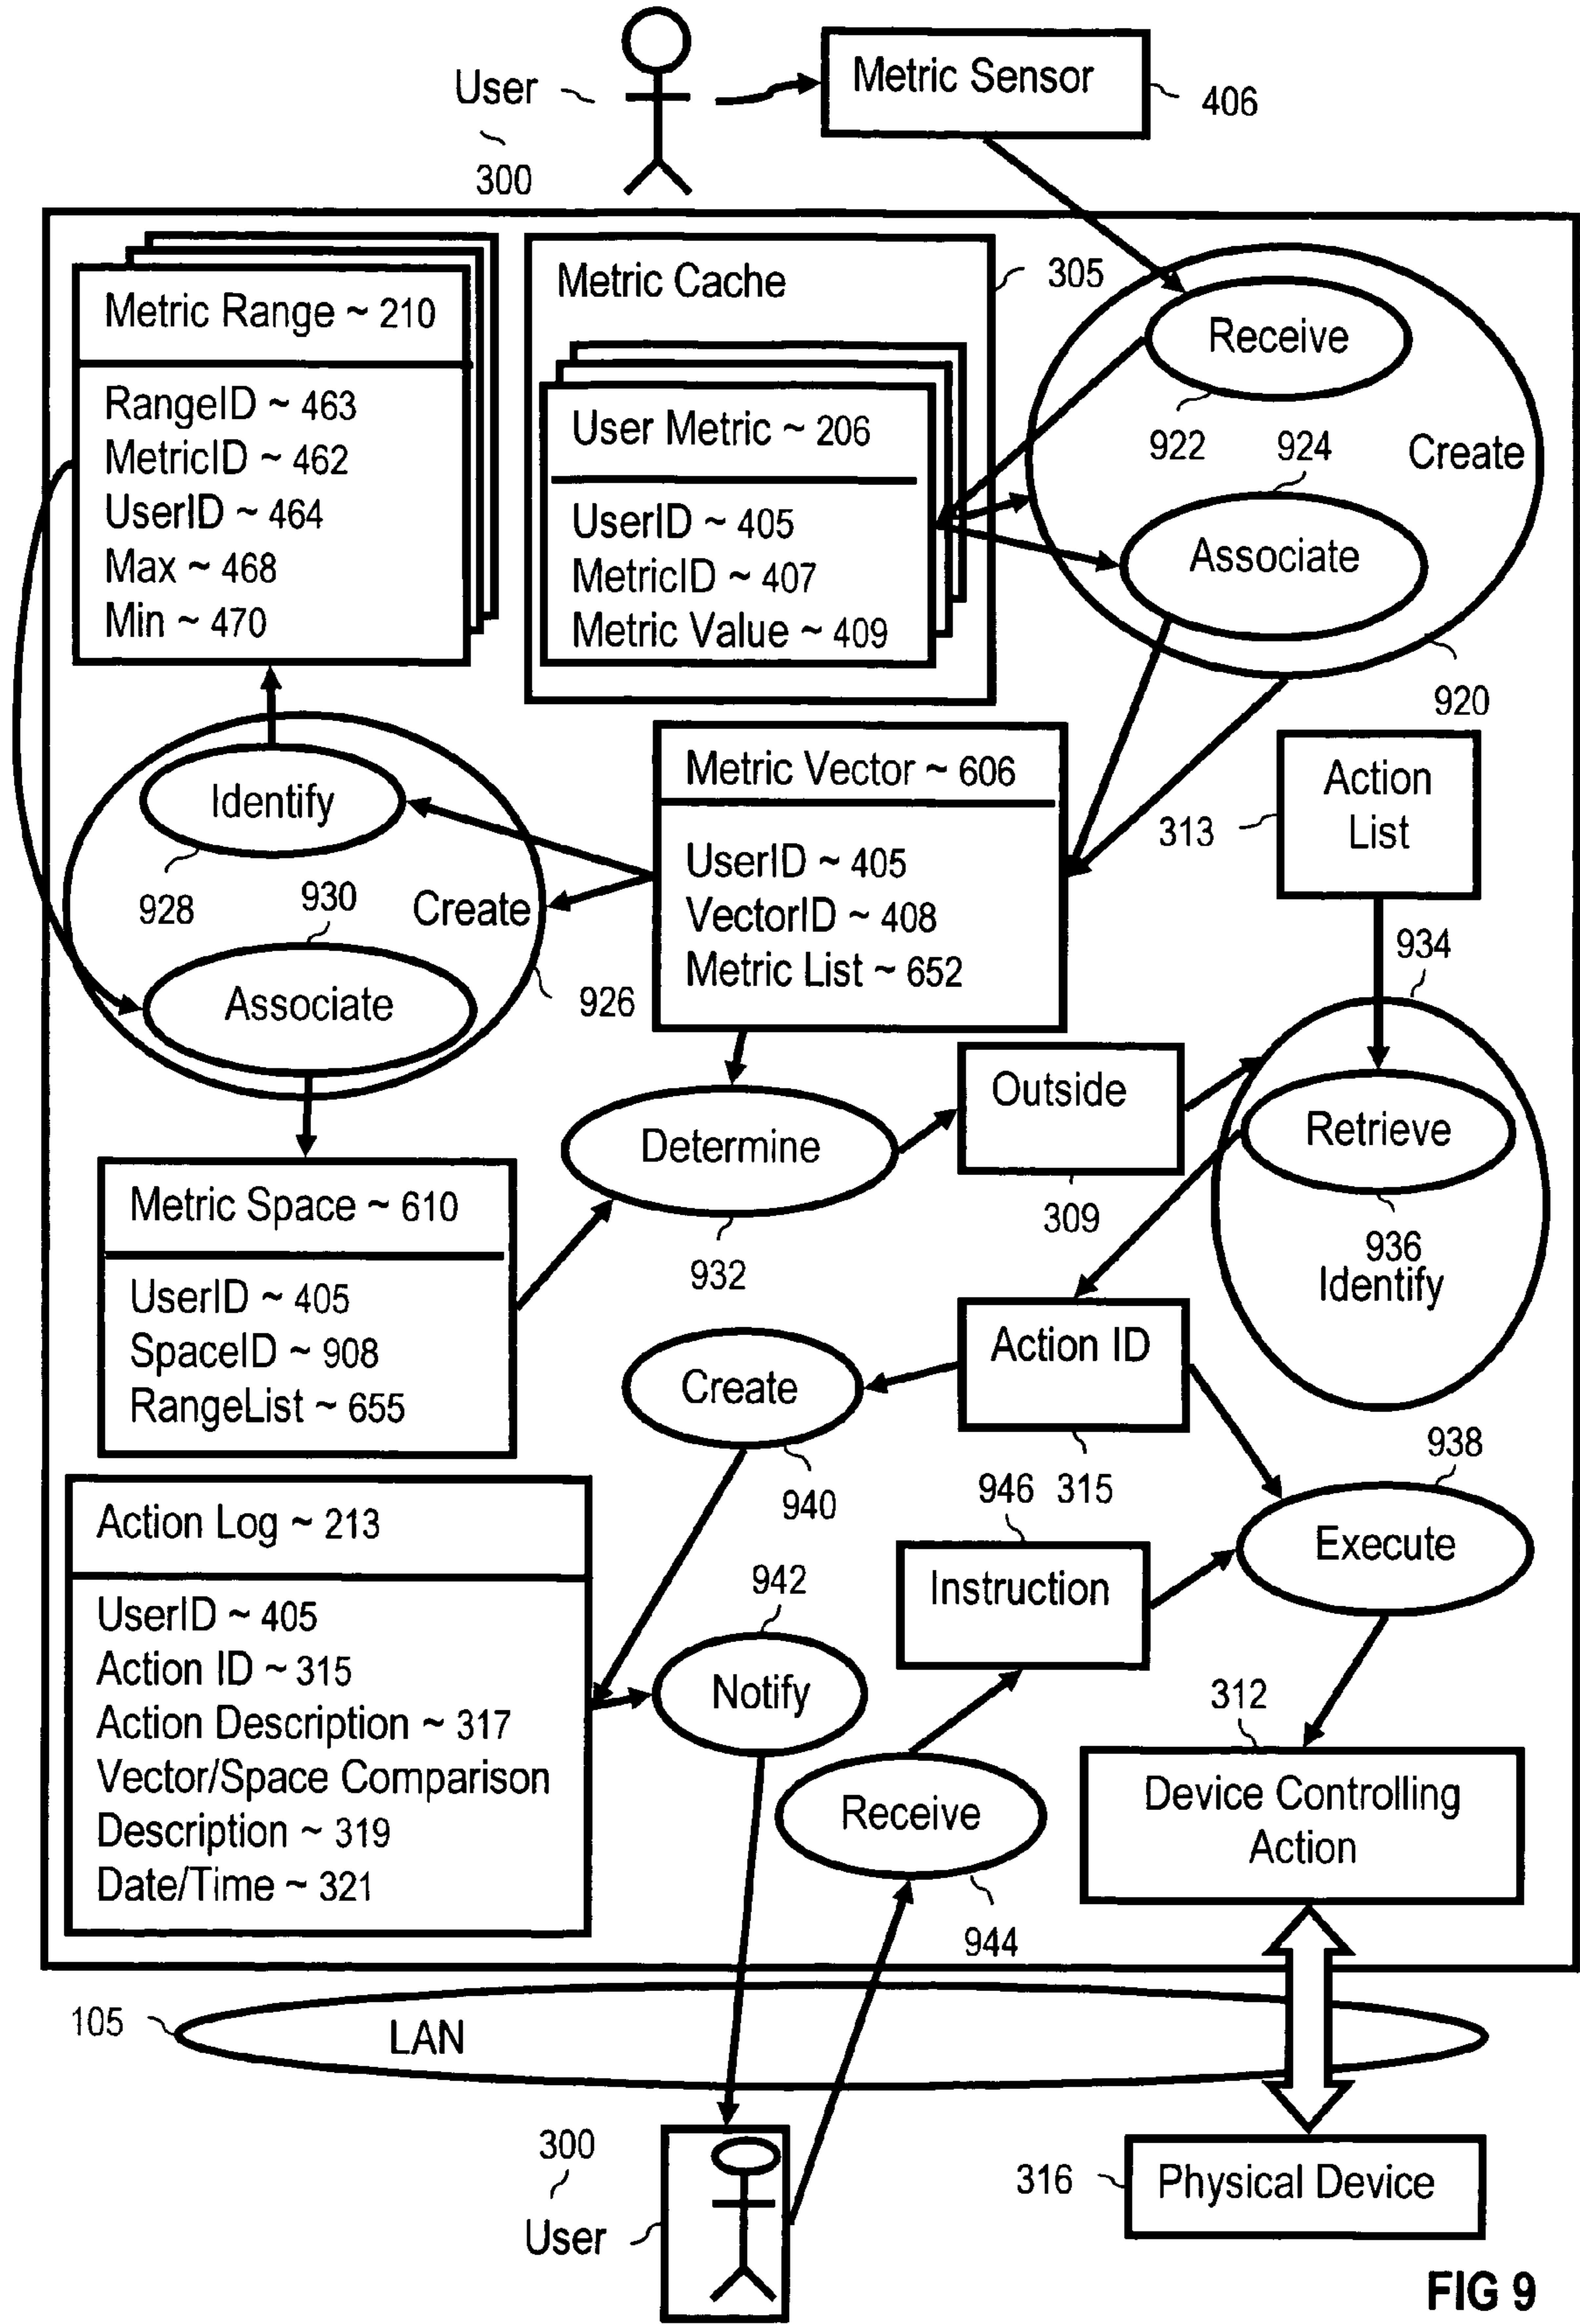 User
300
Metric Sensor
406
Metric Range ~ 210
RangeID ~ 463
MetricID ~ 462
UserID ~ 464
Max ~ 468
Min ~ 470
Metric Cache
305
User Metric ~ 206
UserID ~ 405
MetricID ~ 407
Metric Value ~ 409
Receive
922
924
Create
Associate
920
Identify
928
930
Create
Associate
926
Metric Vector ~ 606
UserID ~ 405
VectorID ~ 408
Metric List ~ 652
Action
List
313
934
Retrieve
936
Identify
Outside
309
Determine
932
Metric Space ~ 610
UserID ~ 405
SpaceID ~ 908
RangeList ~ 655
Create
940
Action ID
315
938
Execute
946
Instruction
Action Log ~ 213
UserID ~ 405
Action ID ~ 315
Action Description ~ 317
Vector/Space Comparison
Description ~ 319
Date/Time ~ 321
942
Notify
Receive
944
312
Device Controlling
Action
105
LAN
300
User
316
Physical Device
FIG 9